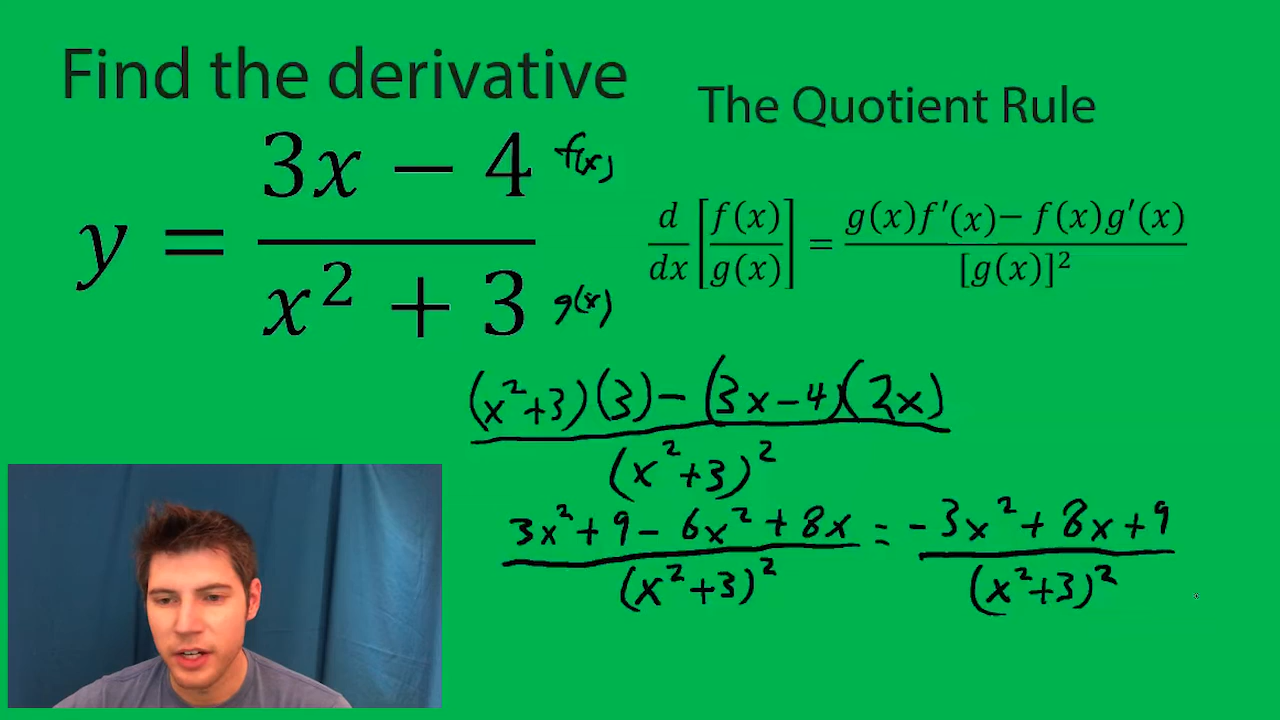 Find the derivative
The Quotient Rule
y = (3x − 4)/(x² + 3)
f(x)
g(x)
d/dx [f(x)/g(x)] = (g(x)f′(x) − f(x)g′(x))/[g(x)]²
((x²+3)(3) − (3x−4)(2x))/(x²+3)²
(3x² + 9 − 6x² + 8x)/(x²+3)² = (−3x² + 8x + 9)/(x²+3)²